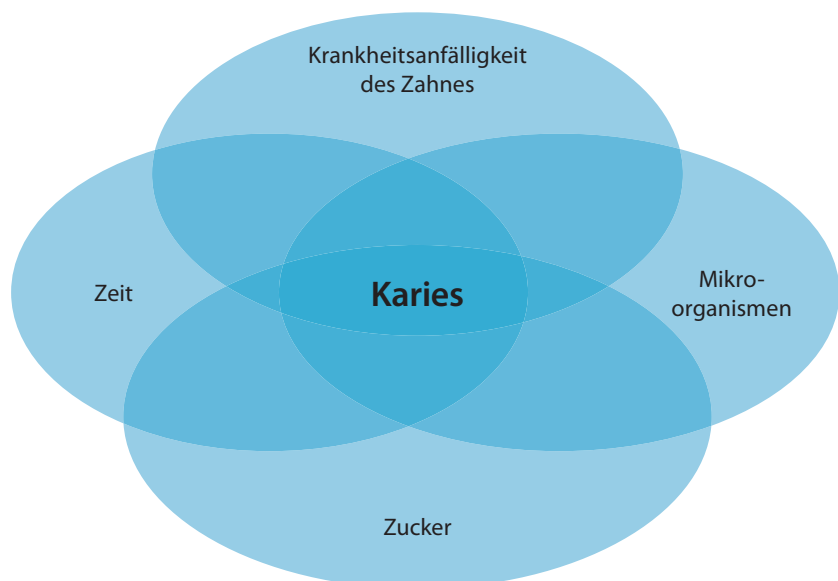 Krankheitsanfälligkeit
des Zahnes
Zeit
Karies
Mikro-
organismen
Zucker